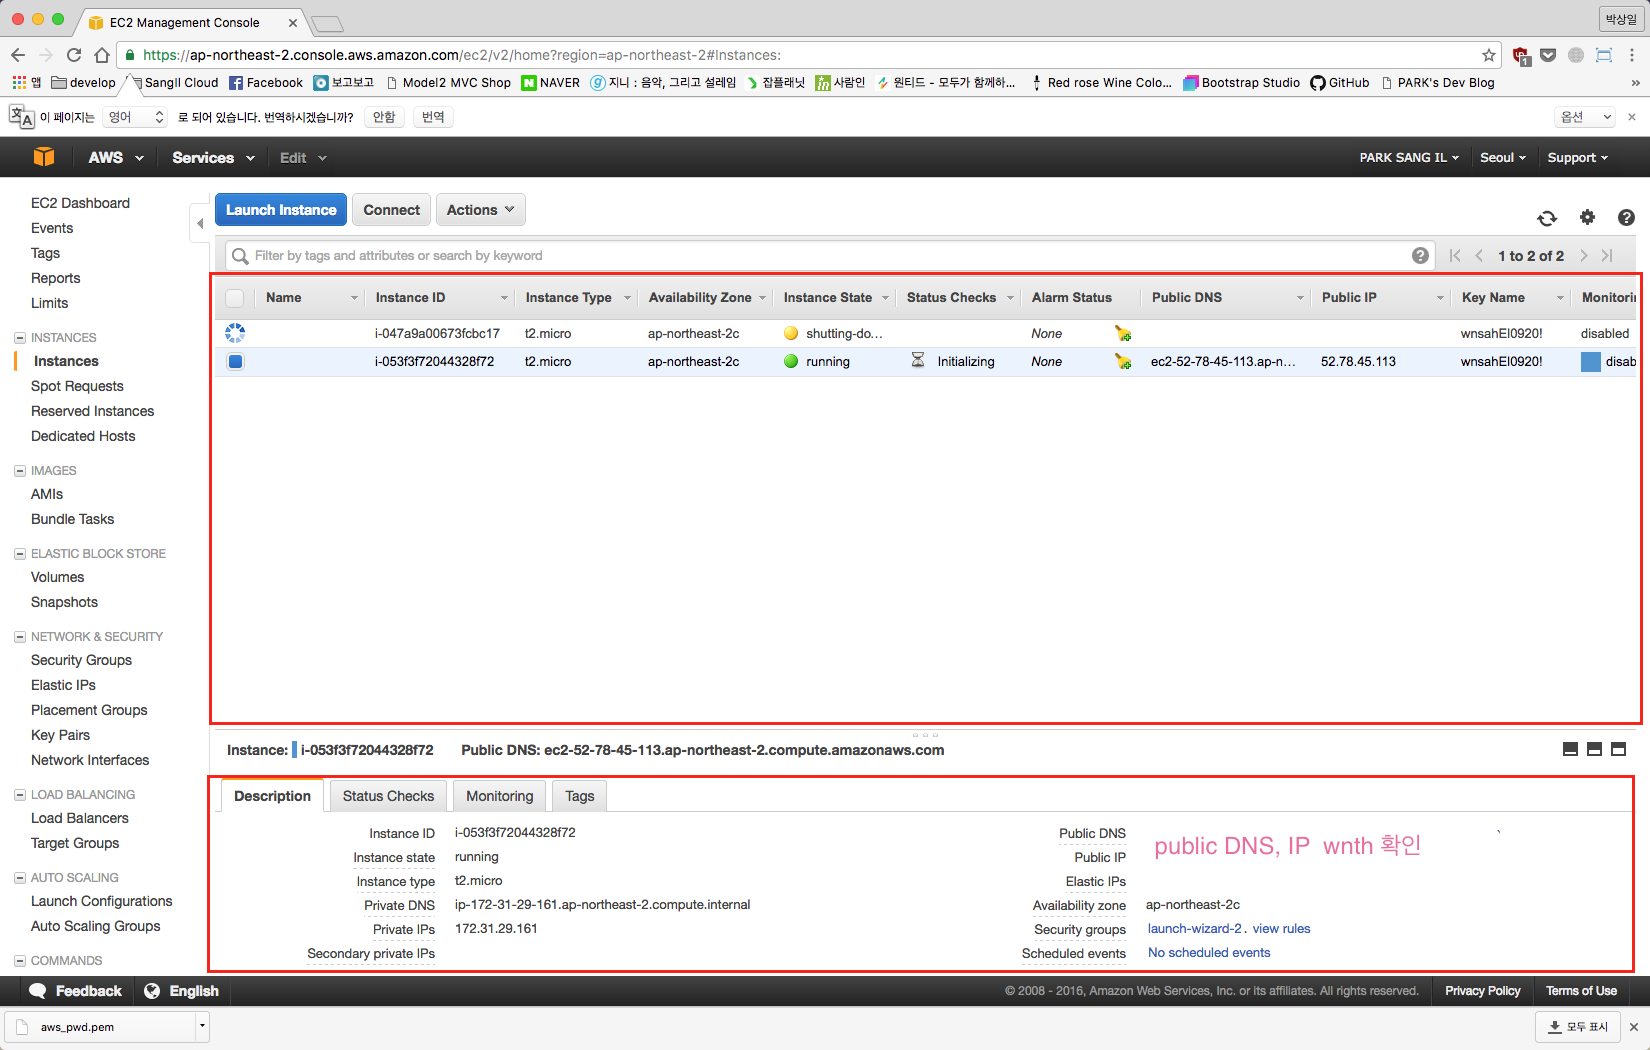 EC2 Management Console
박상일
https://ap-northeast-2.console.aws.amazon.com/ec2/v2/home?region=ap-northeast-2#Instances:
앱 develop Sangil Cloud Facebook 보고보고 Model2 MVC Shop NAVER 지니 : 음악, 그리고 설레임 잡플래닛 사람인 원티드 - 모두가 함께하... Red rose Wine Colo... Bootstrap Studio GitHub PARK's Dev Blog »
이 페이지는 영어 로 되어 있습니다. 번역하시겠습니까? 안함 번역 옵션
AWS Services Edit PARK SANG IL Seoul Support
EC2 Dashboard
Events
Tags
Reports
Limits
INSTANCES
Instances
Spot Requests
Reserved Instances
Dedicated Hosts
IMAGES
AMIs
Bundle Tasks
ELASTIC BLOCK STORE
Volumes
Snapshots
NETWORK & SECURITY
Security Groups
Elastic IPs
Placement Groups
Key Pairs
Network Interfaces
LOAD BALANCING
Load Balancers
Target Groups
AUTO SCALING
Launch Configurations
Auto Scaling Groups
COMMANDS
Launch Instance Connect Actions
Filter by tags and attributes or search by keyword 1 to 2 of 2
Name Instance ID Instance Type Availability Zone Instance State Status Checks Alarm Status Public DNS Public IP Key Name Monitorin
i-047a9a00673fcbc17 t2.micro ap-northeast-2c shutting-do... None wnsahEl0920! disabled
i-053f3f72044328f72 t2.micro ap-northeast-2c running Initializing None ec2-52-78-45-113.ap-n... 52.78.45.113 wnsahEl0920! disab
Instance: i-053f3f72044328f72 Public DNS: ec2-52-78-45-113.ap-northeast-2.compute.amazonaws.com
Description Status Checks Monitoring Tags
Instance ID i-053f3f72044328f72
Instance state running
Instance type t2.micro
Private DNS ip-172-31-29-161.ap-northeast-2.compute.internal
Private IPs 172.31.29.161
Secondary private IPs
Public DNS
Public IP
public DNS, IP wnth 확인
Elastic IPs
Availability zone ap-northeast-2c
Security groups launch-wizard-2. view rules
Scheduled events No scheduled events
Feedback English © 2008 - 2016, Amazon Web Services, Inc. or its affiliates. All rights reserved. Privacy Policy Terms of Use
aws_pwd.pem 모두 표시